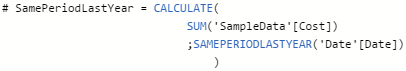 # SamePeriodLastYear = CALCULATE(
SUM('SampleData'[Cost])
;SAMEPERIODLASTYEAR('Date'[Date])
)